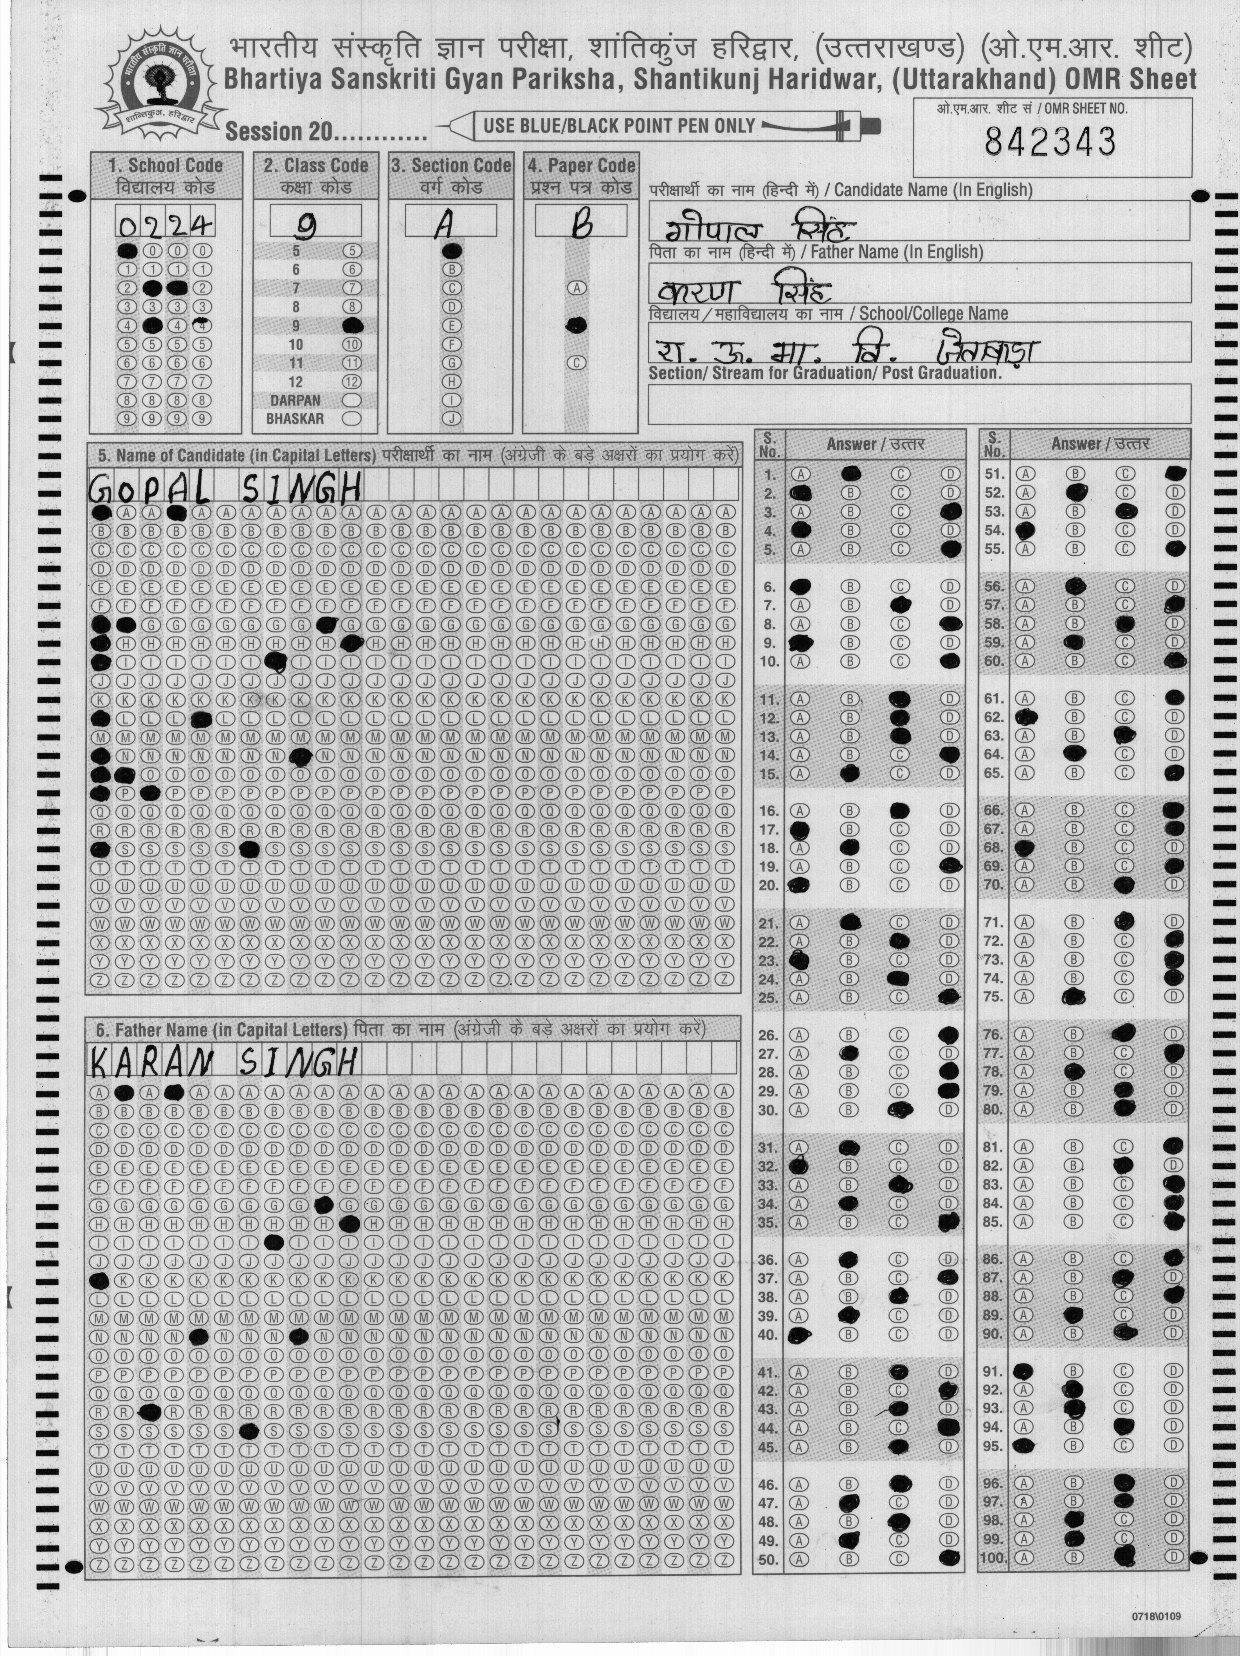 भारतीय संस्कृति ज्ञान परीक्षा, शांतिकुंज हरिद्वार, (उत्तराखण्ड) (ओ.एम.आर. शीट)
Bhartiya Sanskriti Gyan Pariksha, Shantikunj Haridwar, (Uttarakhand) OMR Sheet
Session 20............ USE BLUE/BLACK POINT PEN ONLY
ओ.एम.आर. शीट सं / OMR SHEET NO.
842343
1. School Code
विद्यालय कोड
0224
2. Class Code
कक्षा कोड
9
5
6
7
8
9
10
11
12
DARPAN
BHASKAR
3. Section Code
वर्ग कोड
A
4. Paper Code
प्रश्न पत्र कोड
B
परीक्षार्थी का नाम (हिन्दी में) / Candidate Name (In English)
गोपाल सिंह
पिता का नाम (हिन्दी में) / Father Name (In English)
करण सिंह
विद्यालय / महाविद्यालय का नाम / School/College Name
रा. ऊ. मा. वि.
Section/ Stream for Graduation/ Post Graduation.
5. Name of Candidate (in Capital Letters) परीक्षार्थी का नाम (अंग्रेजी के बड़े अक्षरों का प्रयोग करें)
GOPAL SINGH
6. Father Name (in Capital Letters) पिता का नाम (अंग्रेजी के बड़े अक्षरों का प्रयोग करें)
KARAN SINGH
S. No. Answer / उत्तर
S. No. Answer / उत्तर
0718\0109